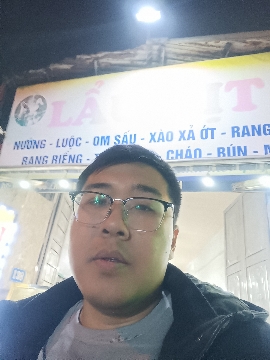 NƯỚNG - LUỘC - OM SẤU - XÀO XẢ ỚT - RANG
RANG RIỀNG - CHÁO - BÚN -